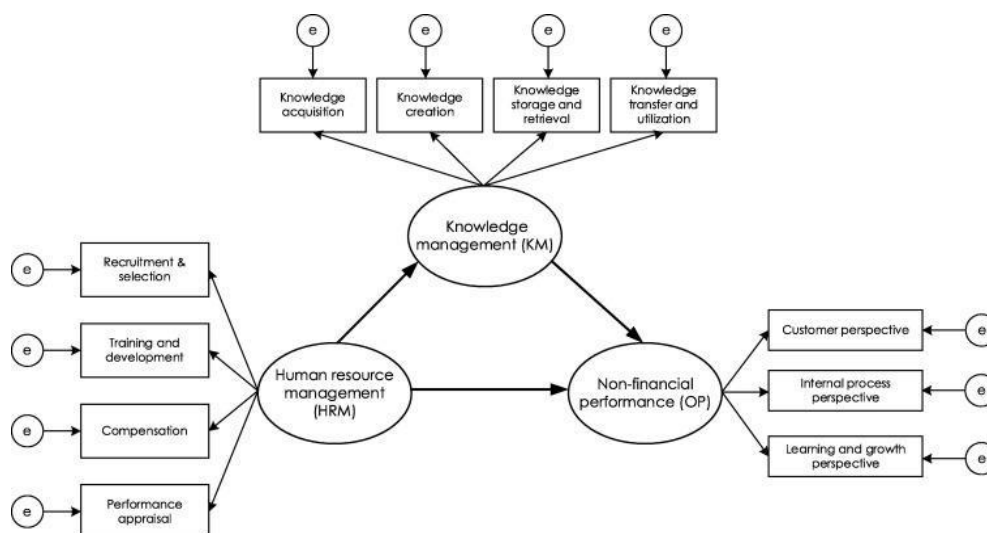 e
e
e
e
Knowledge
acquisition
Knowledge
creation
Knowledge
storage and
retrieval
Knowledge
transfer and
utilization
Knowledge
management (KM)
e
Recruitment &
selection
e
Training and
development
e
Compensation
e
Performance
appraisal
Human resource
management
(HRM)
Non-financial
performance (OP)
Customer perspective
e
Internal process
perspective
e
Learning and growth
perspective
e